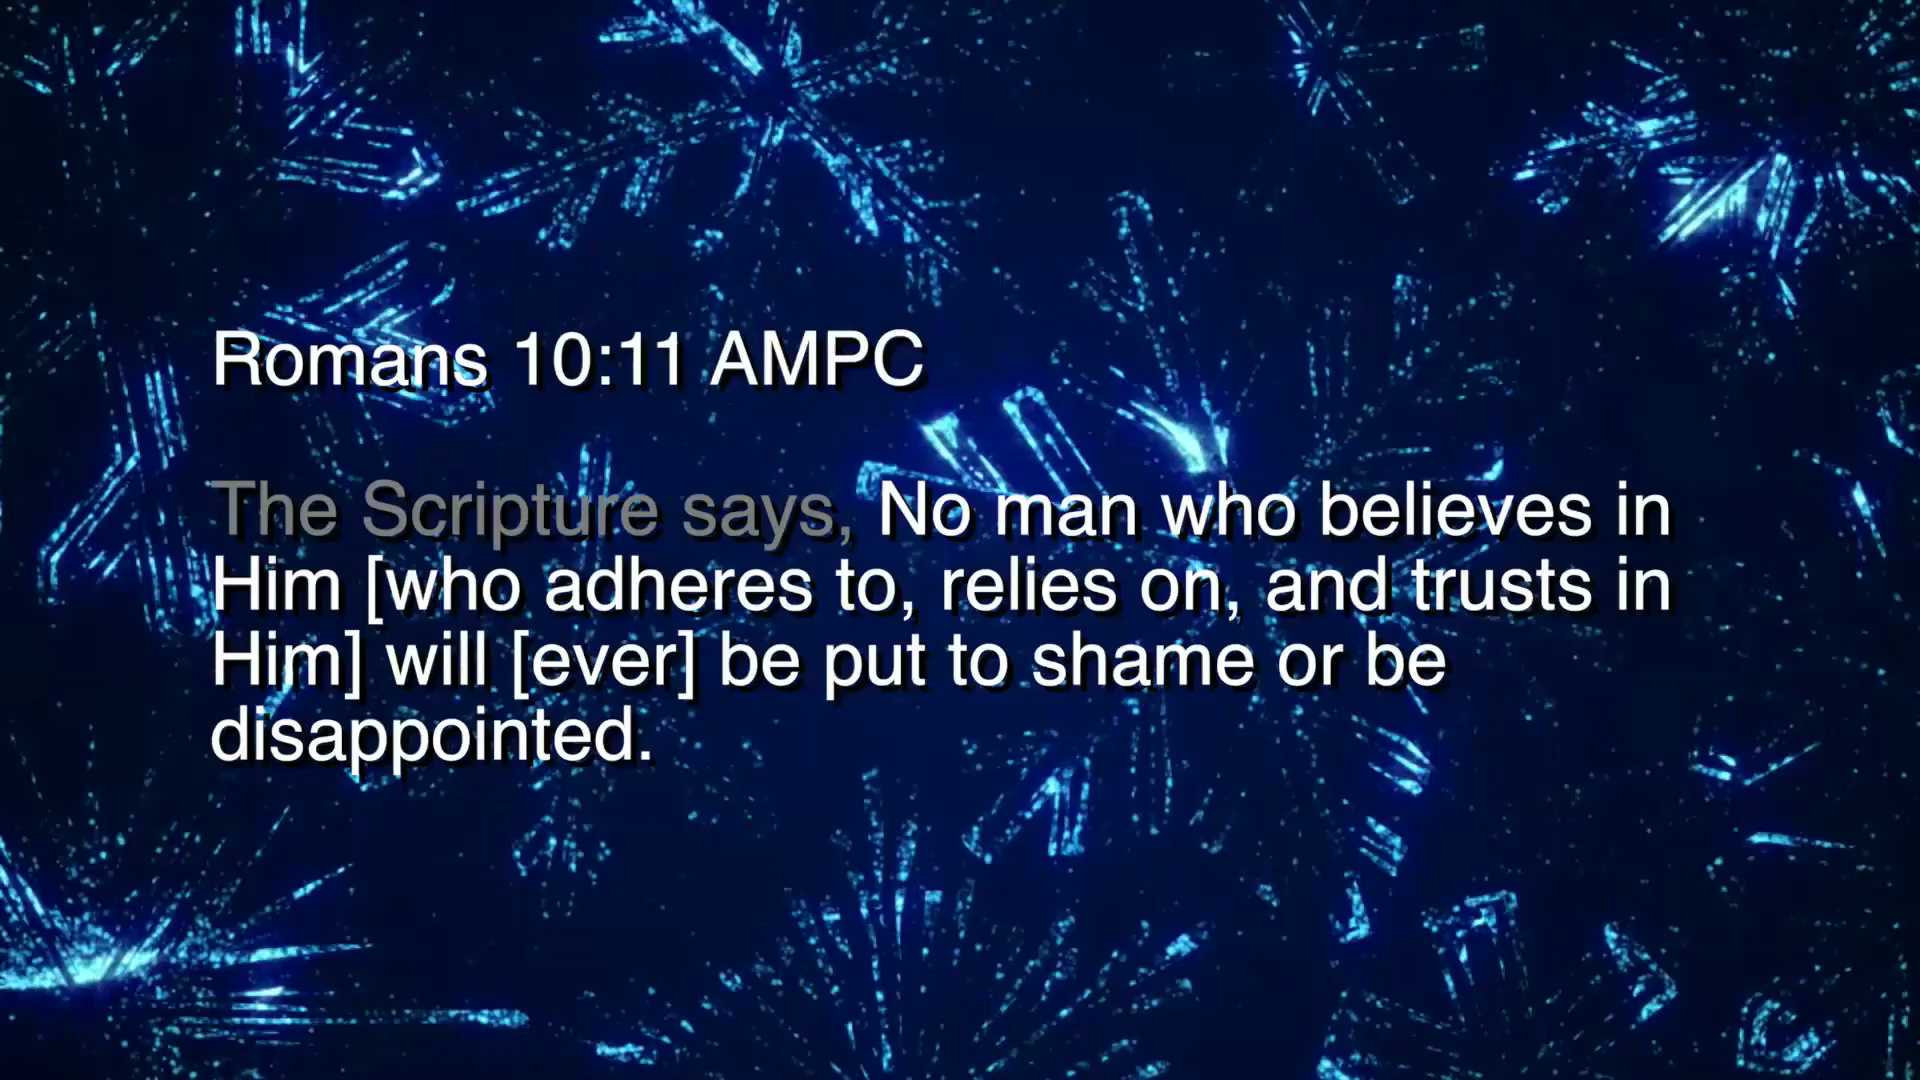 Romans 10:11 AMPC
The Scripture says, No man who believes in
Him [who adheres to, relies on, and trusts in
Him] will [ever] be put to shame or be
disappointed.